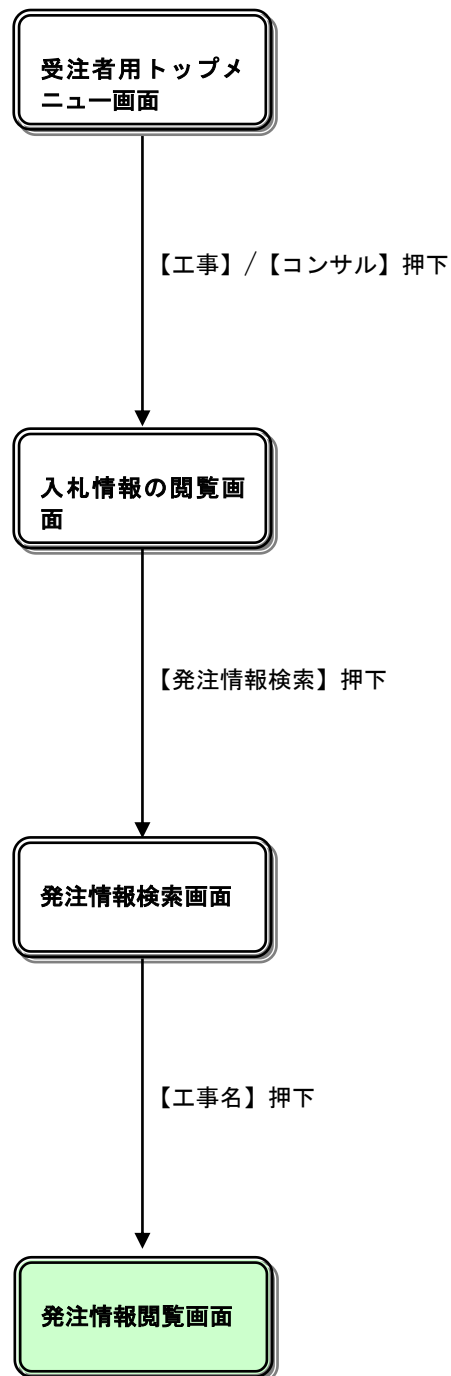 受注者用トップメ
ニュー画面
【工事】/【コンサル】押下
入札情報の閲覧画
面
【発注情報検索】押下
発注情報検索画面
【工事名】押下
発注情報閲覧画面